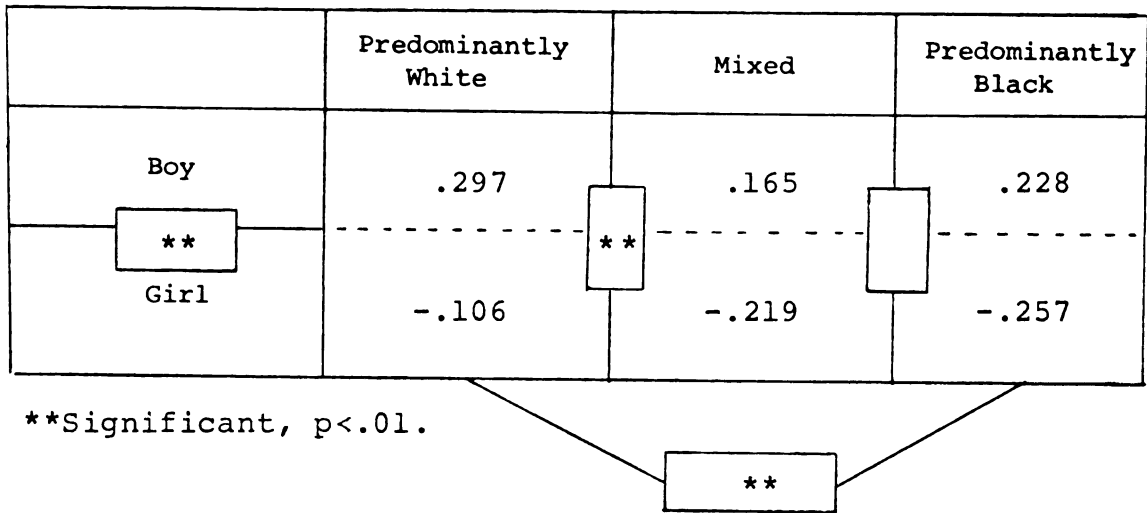 Predominantly White Mixed Predominantly Black
Boy .297 .165 .228
** **
Girl -.106 -.219 -.257
**Significant, p<.01.
**